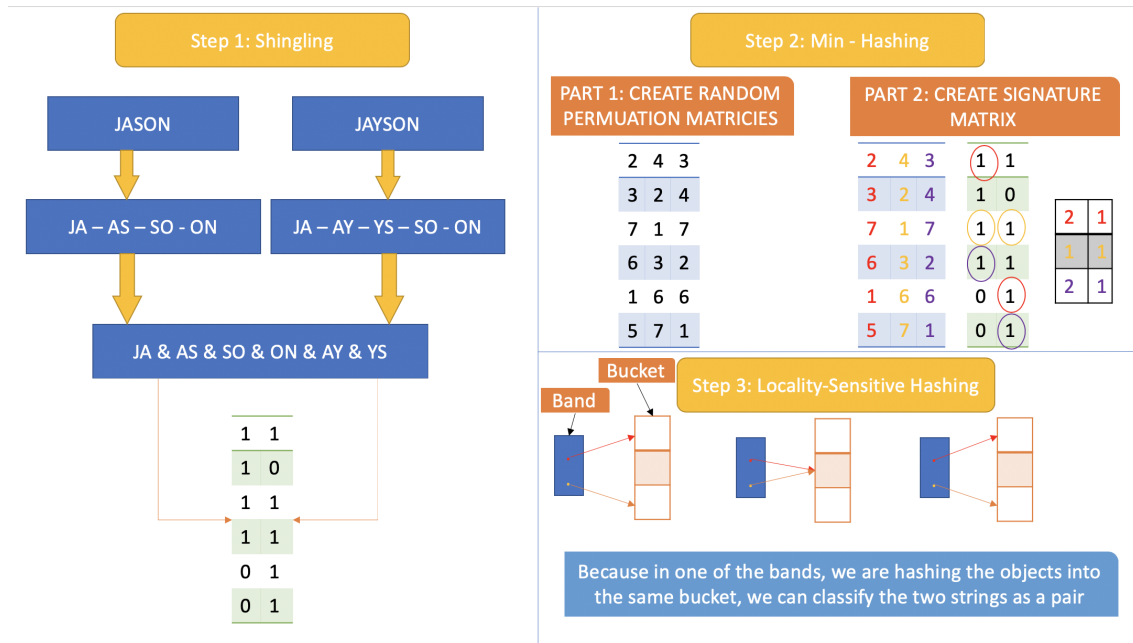 Step 1: Shingling
JASON
JAYSON
JA – AS – SO - ON
JA – AY – YS – SO - ON
JA & AS & SO & ON & AY & YS
1 1
1 0
1 1
1 1
0 1
0 1
Step 2: Min - Hashing
PART 1: CREATE RANDOM
PERMUATION MATRICIES
2 4 3
3 2 4
7 1 7
6 3 2
1 6 6
5 7 1
PART 2: CREATE SIGNATURE
MATRIX
2 4 3 1 1
3 2 4 1 0
7 1 7 1 1
6 3 2 1 1
1 6 6 0 1
5 7 1 0 1
2 1
1 1
2 1
Step 3: Locality-Sensitive Hashing
Bucket
Band
Because in one of the bands, we are hashing the objects into
the same bucket, we can classify the two strings as a pair